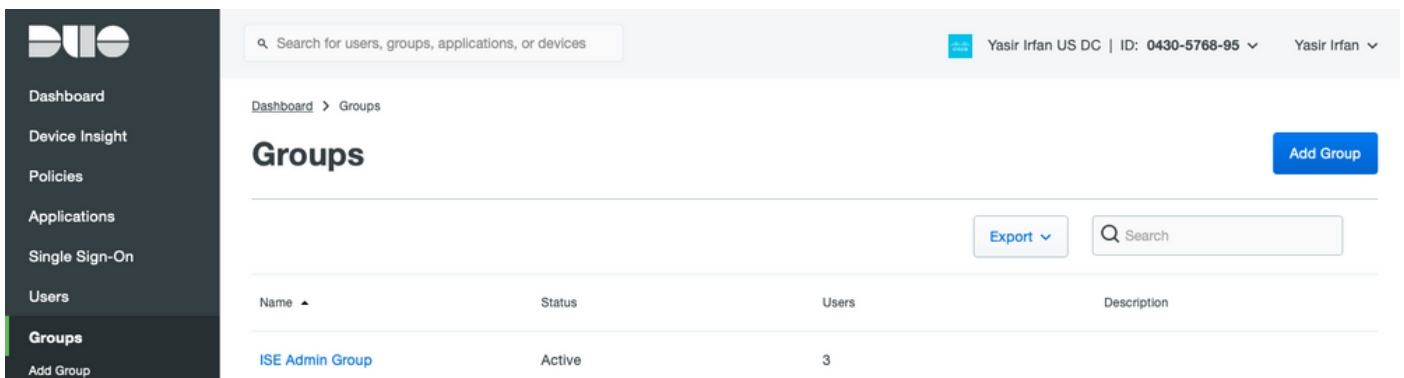 DUO
Search for users, groups, applications, or devices
Yasir Irfan US DC | ID: 0430-5768-95
Yasir Irfan
Dashboard
Device Insight
Policies
Applications
Single Sign-On
Users
Groups
Add Group
Dashboard > Groups
Groups
Add Group
Export
Search
Name Status Users Description
ISE Admin Group Active 3